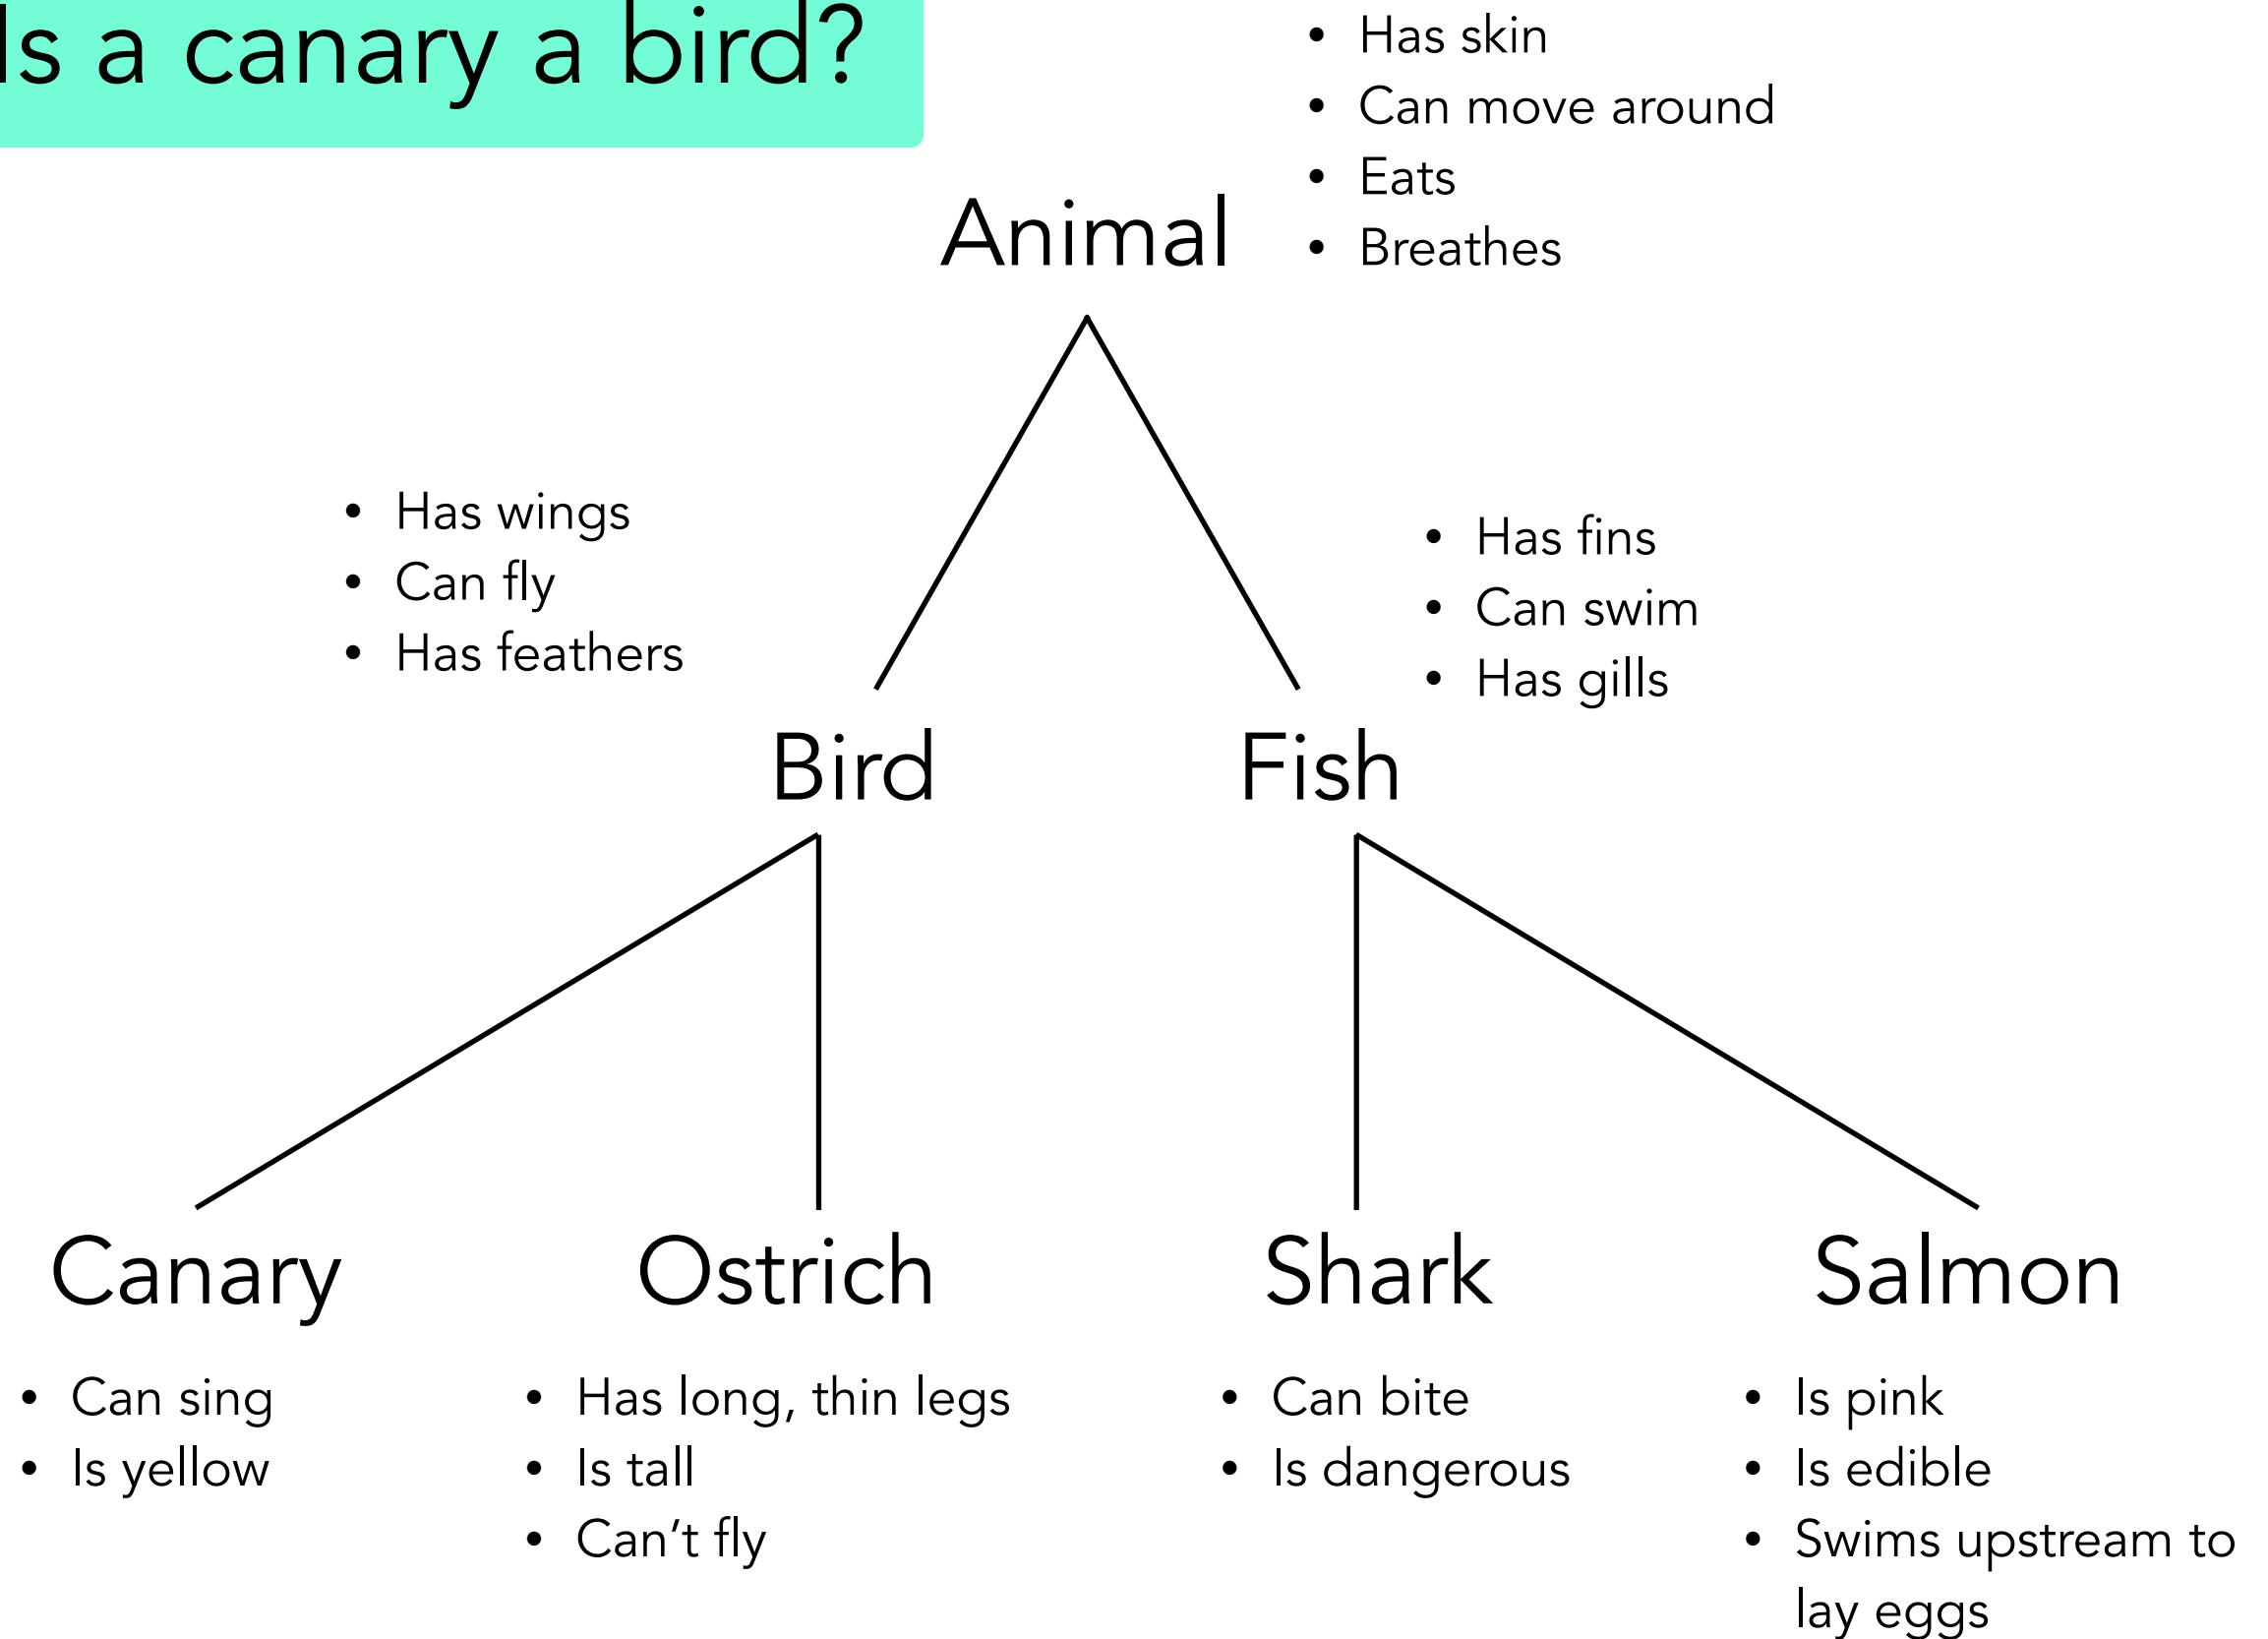 Is a canary a bird?
• Has skin
• Can move around
• Eats
• Breathes
Animal
• Has wings
• Can fly
• Has feathers
• Has fins
• Can swim
• Has gills
Bird
Fish
Canary
Ostrich
Shark
Salmon
• Can sing
• Is yellow
• Has long, thin legs
• Is tall
• Can’t fly
• Can bite
• Is dangerous
• Is pink
• Is edible
• Swims upstream to
lay eggs